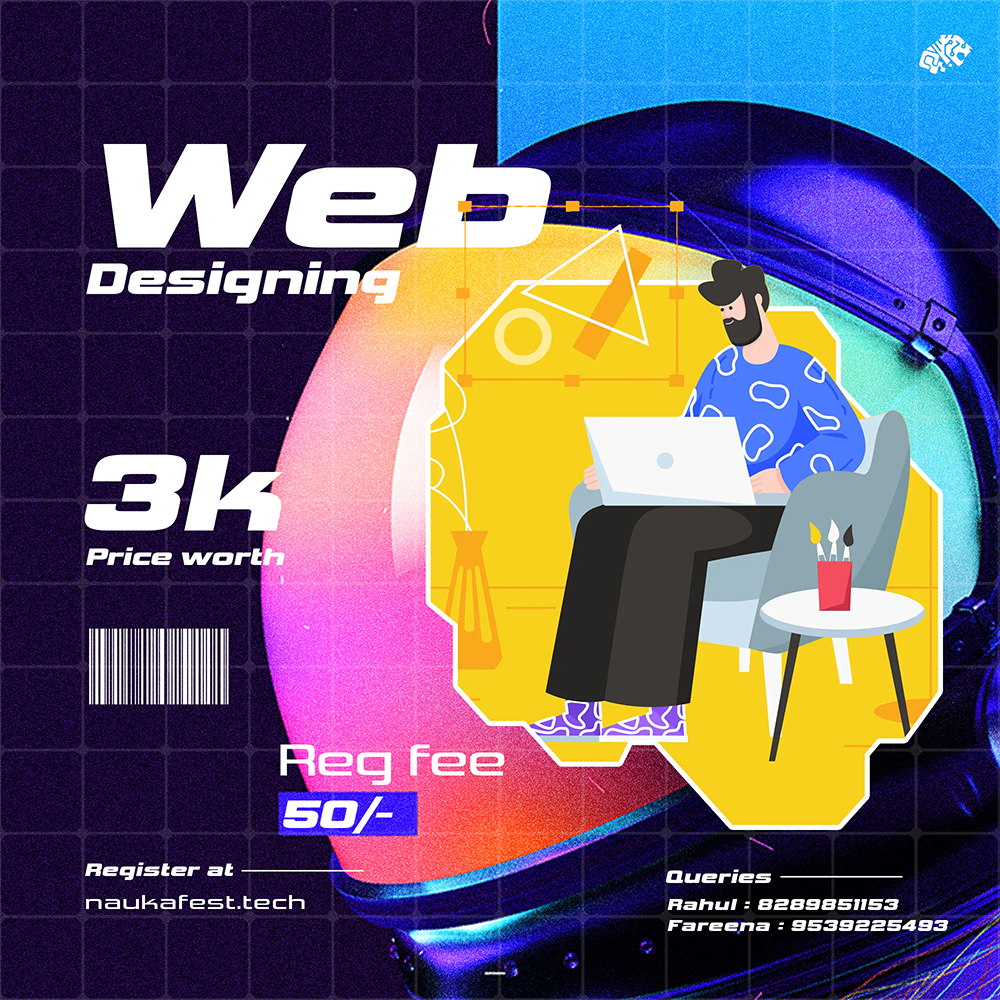 Web
Designing
3k
Price worth
Reg fee
50/-
Register at
naukafest.tech
Queries
Rahul : 8289851153
Fareena : 9539225493